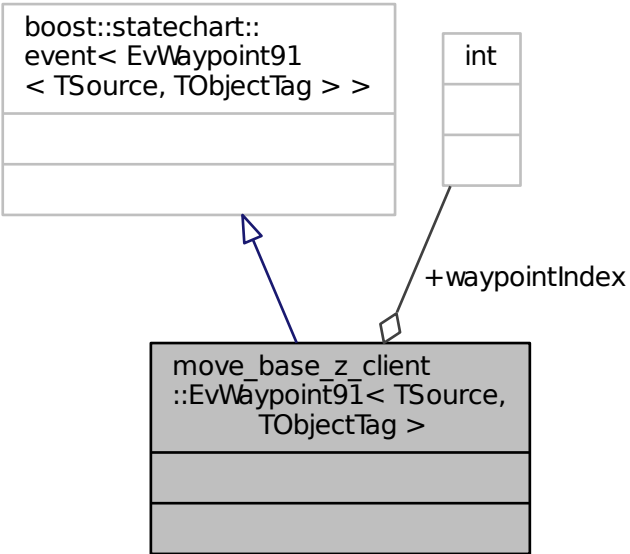 boost::statechart::
event< EvWaypoint91
< TSource, TObjectTag > >
int
+waypointIndex
move_base_z_client
::EvWaypoint91< TSource,
TObjectTag >